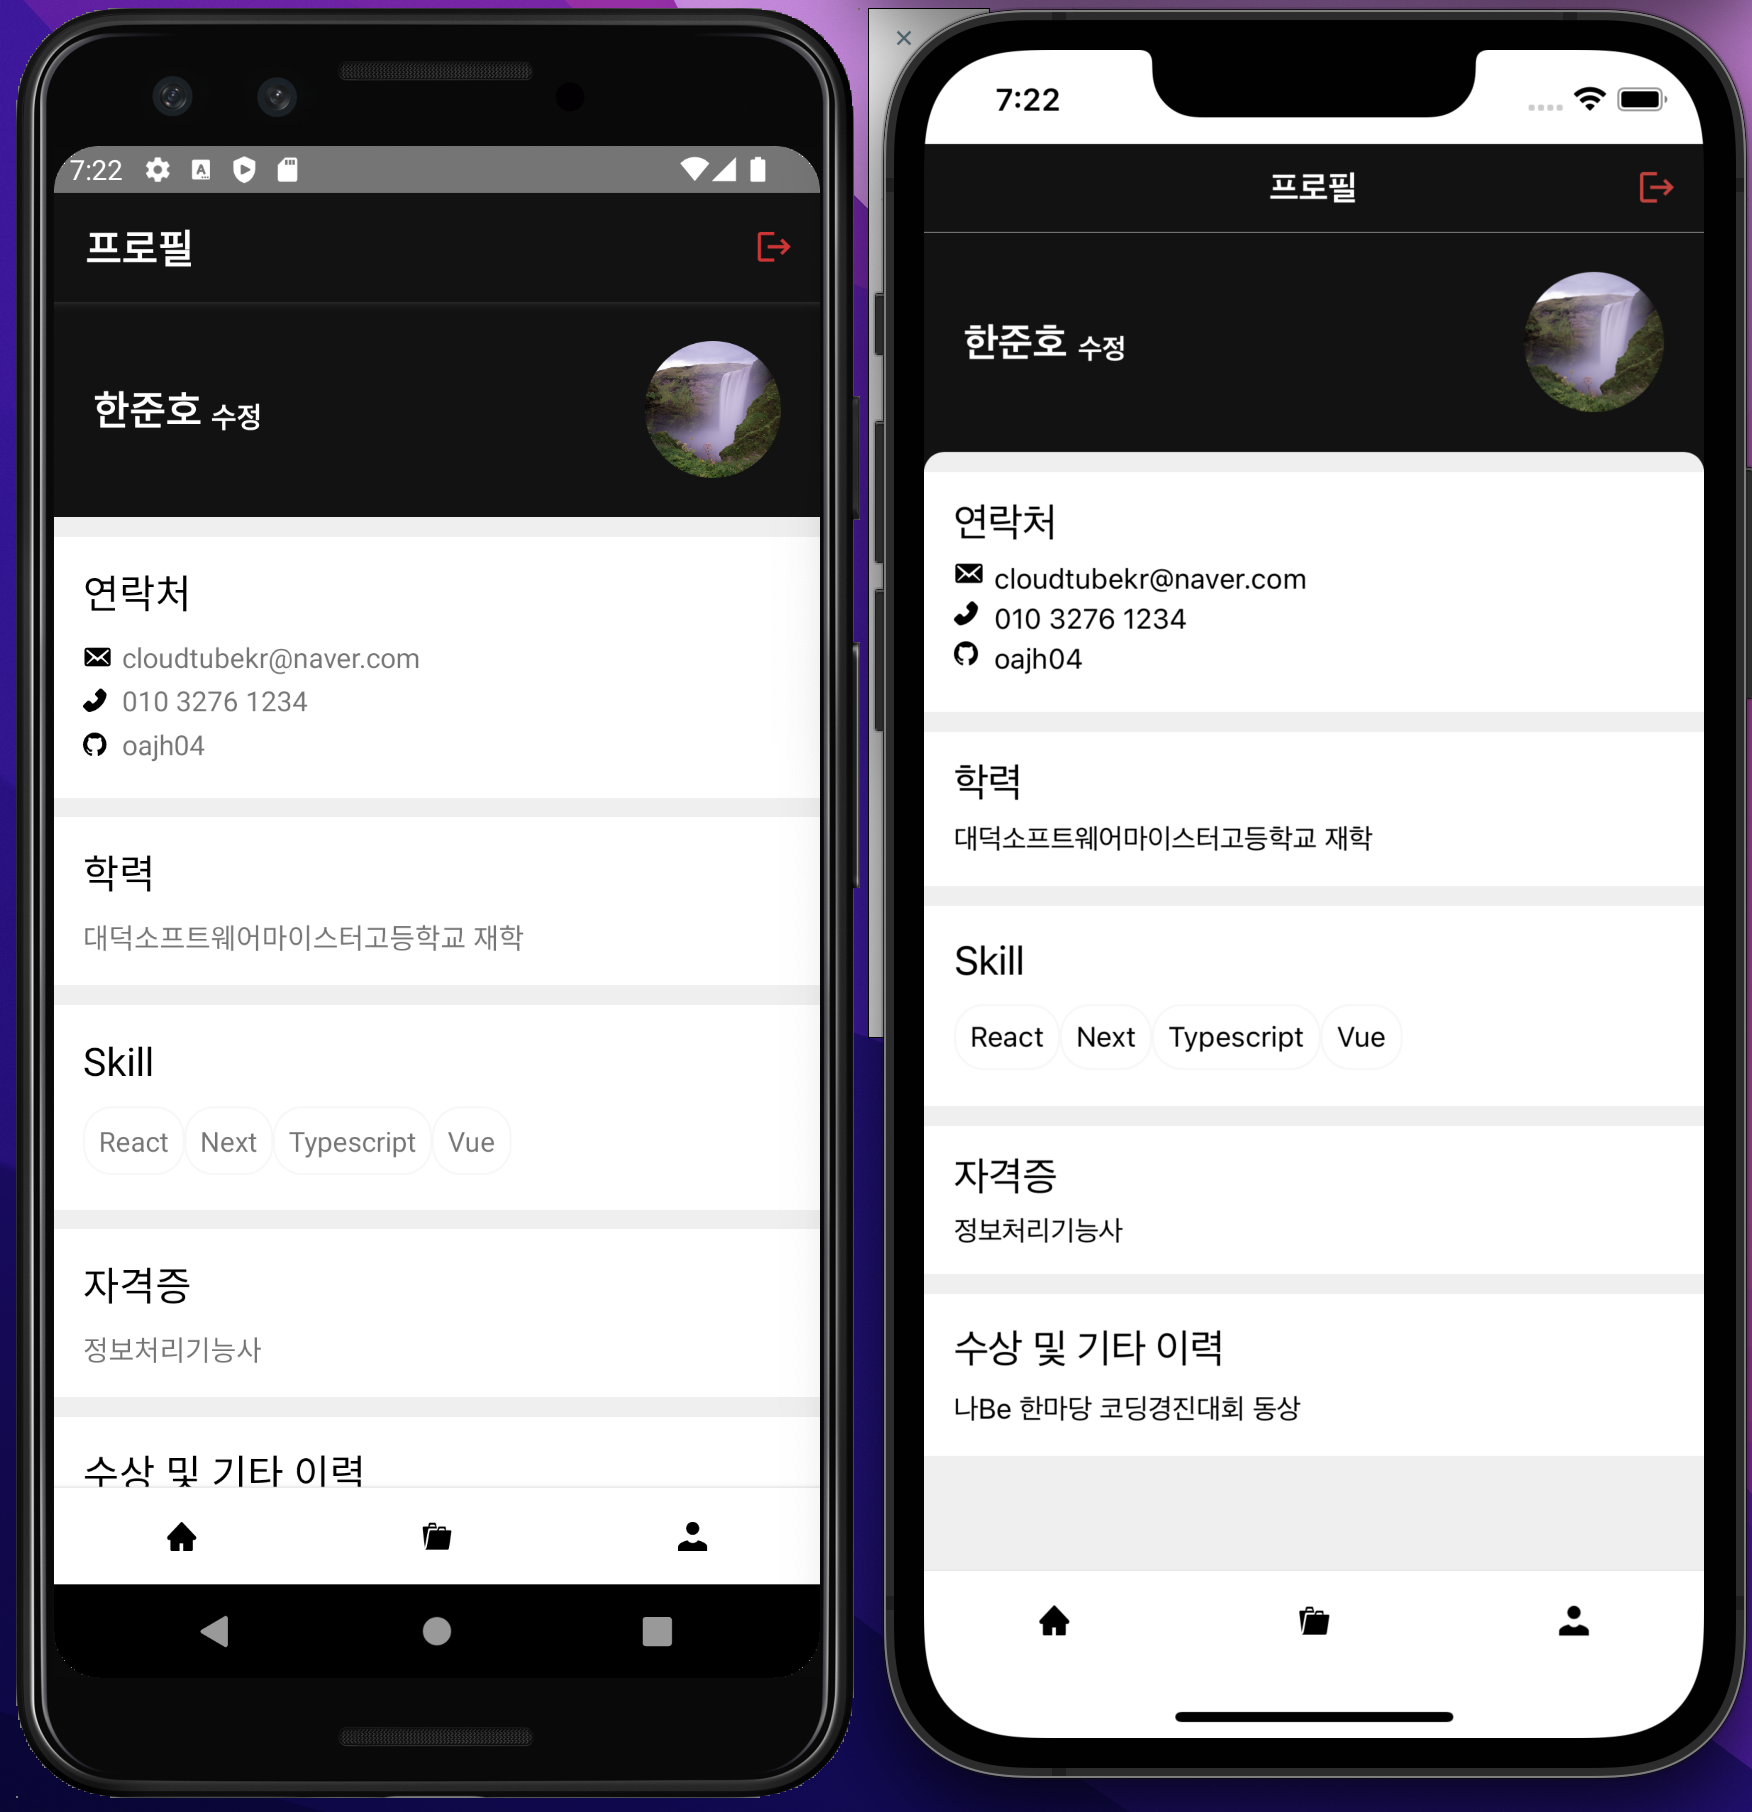 7:22
프로필
한준호 수정
연락처
cloudtubekr@naver.com
010 3276 1234
oajh04
학력
대덕소프트웨어마이스터고등학교 재학
Skill
React Next Typescript Vue
자격증
정보처리기능사
수상 및 기타 이력
7:22
프로필
한준호 수정
연락처
cloudtubekr@naver.com
010 3276 1234
oajh04
학력
대덕소프트웨어마이스터고등학교 재학
Skill
React Next Typescript Vue
자격증
정보처리기능사
수상 및 기타 이력
나Be 한마당 코딩경진대회 동상